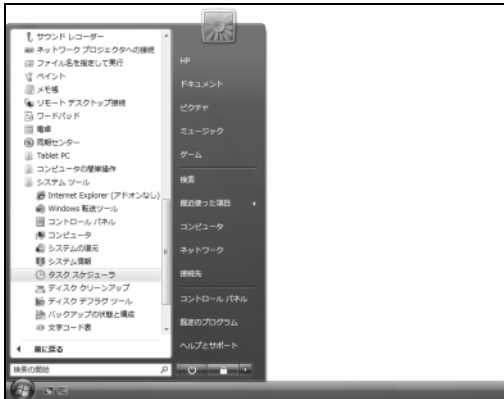 サウンド レコーダー
ネットワーク プロジェクタへの接続
ファイル名を指定して実行
ペイント
メモ帳
リモート デスクトップ接続
ワードパッド
電卓
同期センター
Tablet PC
コンピュータの簡単操作
システム ツール
Internet Explorer (アドオンなし)
Windows 転送ツール
コントロール パネル
コンピュータ
システムの復元
システム情報
タスク スケジューラ
ディスク クリーンアップ
ディスク デフラグ ツール
バックアップの状態と構成
文字コード表
前に戻る
検索の開始
HP
ドキュメント
ピクチャ
ミュージック
ゲーム
検索
最近使った項目
コンピュータ
ネットワーク
接続先
コントロール パネル
既定のプログラム
ヘルプとサポート